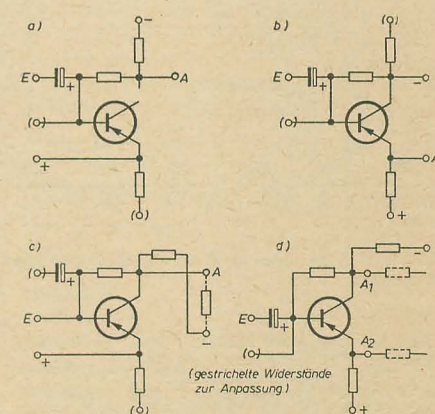 a)
−
E
+
A
( )
+
( )
b)
( )
E
+
−
( )
A
+
c)
( )
+
A
E
−
+
( )
d)
−
A1
E
+
A2
( )
+
(gestrichelte Widerstände
zur Anpassung)